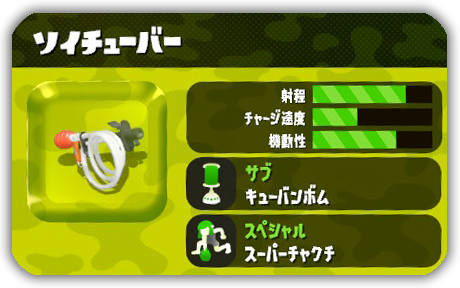 ソイチューバー
射程
チャージ速度
機動性
サブ
キューバンボム
スペシャル
スーパーチャクチ